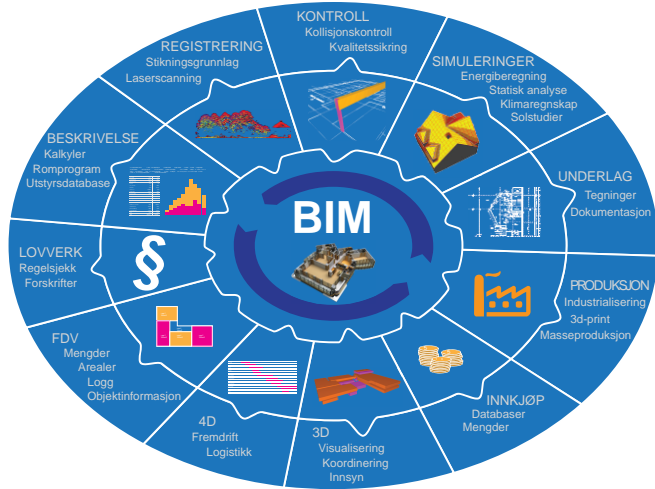 KONTROLL
Kollisjonskontroll
Kvalitetssikring
SIMULERINGER
Energiberegning
Statisk analyse
Klimaregnskap
Solstudier
UNDERLAG
Tegninger
Dokumentasjon
PRODUKSJON
Industrialisering
3d-print
Masseproduksjon
INNKJØP
Databaser
Mengder
3D
Visualisering
Koordinering
Innsyn
4D
Fremdrift
Logistikk
FDV
Mengder
Arealer
Logg
Objektinformasjon
LOVVERK
Regelsjekk
Forskrifter
§
BESKRIVELSE
Kalkyler
Romprogram
Utstyrsdatabase
REGISTRERING
Stikningsgrunnlag
Laserscanning
BIM